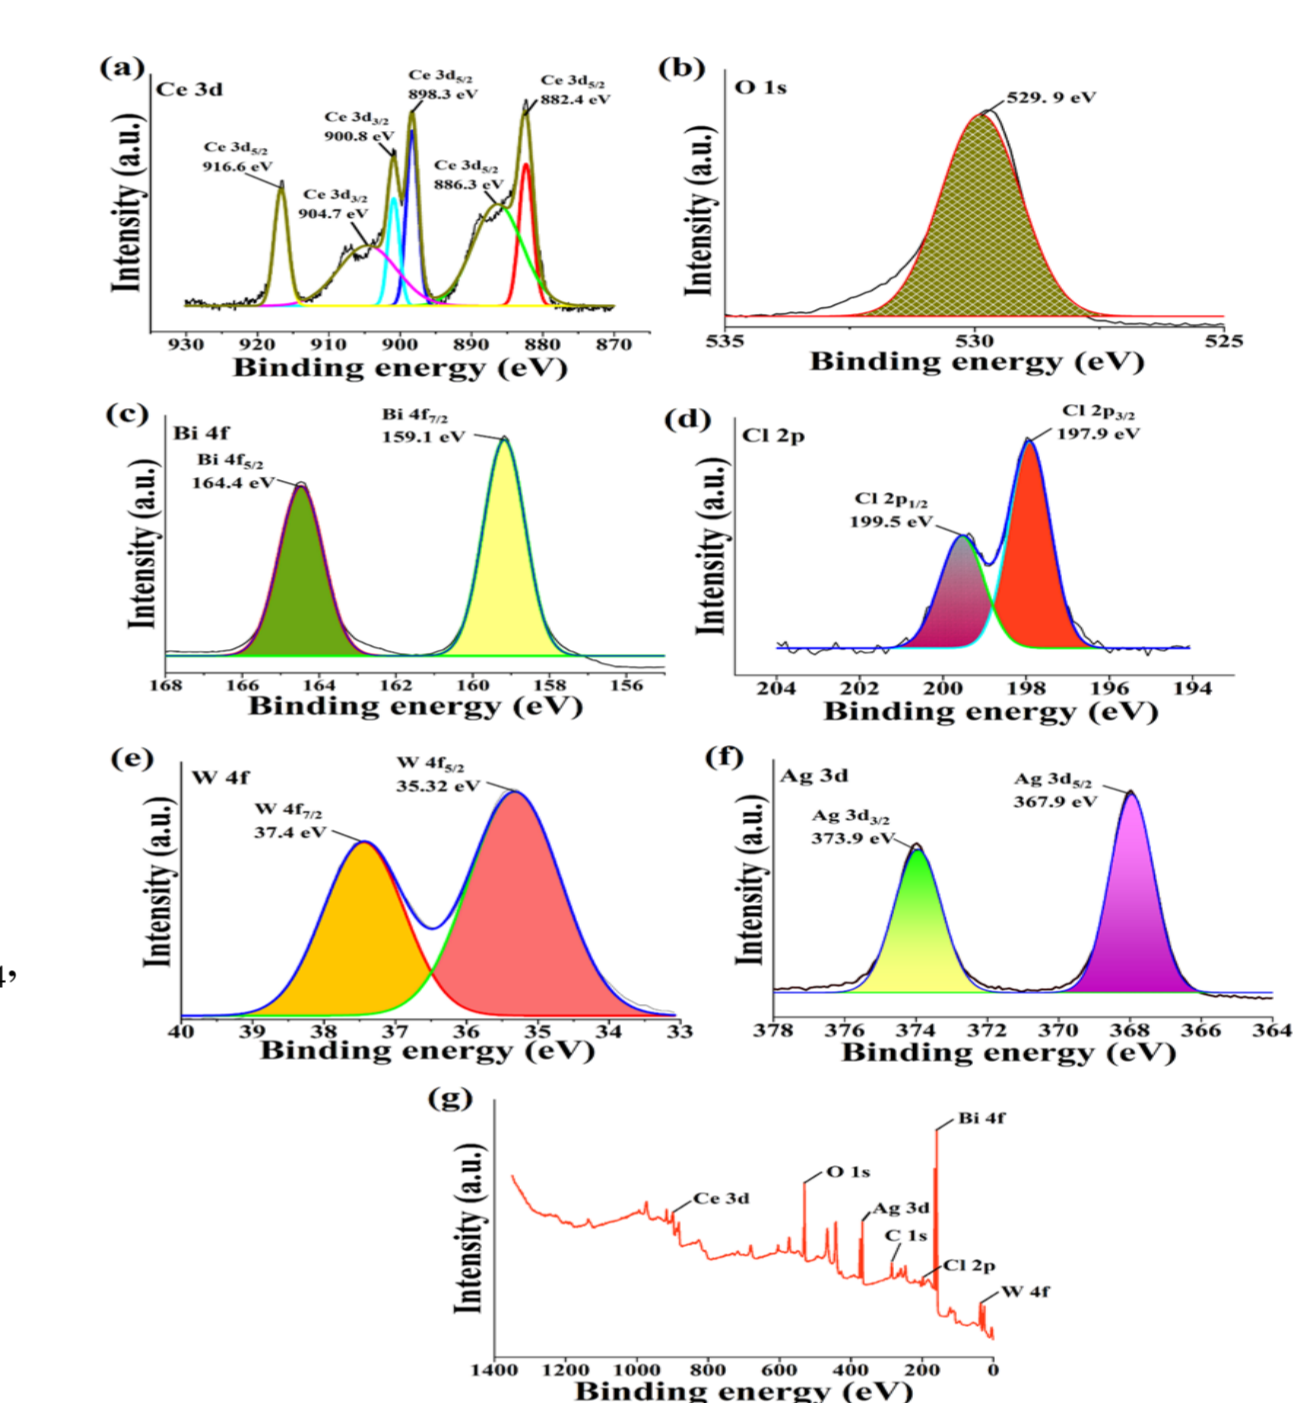 (a)
Ce 3d
Ce 3d5/2
916.6 eV
Ce 3d3/2
904.7 eV
Ce 3d3/2
900.8 eV
Ce 3d5/2
898.3 eV
Ce 3d5/2
886.3 eV
Ce 3d5/2
882.4 eV
Intensity (a.u.)
930 920 910 900 890 880 870
Binding energy (eV)
(b)
O 1s
529. 9 eV
Intensity (a.u.)
535 530 525
Binding energy (eV)
(c)
Bi 4f
Bi 4f5/2
164.4 eV
Bi 4f7/2
159.1 eV
Intensity (a.u.)
168 166 164 162 160 158 156
Binding energy (eV)
(d)
Cl 2p
Cl 2p1/2
199.5 eV
Cl 2p3/2
197.9 eV
Intensity (a.u.)
204 202 200 198 196 194
Binding energy (eV)
(e)
W 4f
W 4f7/2
37.4 eV
W 4f5/2
35.32 eV
Intensity (a.u.)
40 39 38 37 36 35 34 33
Binding energy (eV)
4,
(f)
Ag 3d
Ag 3d3/2
373.9 eV
Ag 3d5/2
367.9 eV
Intensity (a.u.)
378 376 374 372 370 368 366 364
Binding energy (eV)
(g)
Ce 3d
O 1s
Ag 3d
C 1s
Cl 2p
Bi 4f
W 4f
Intensity (a.u.)
1400 1200 1000 800 600 400 200 0
Binding energy (eV)